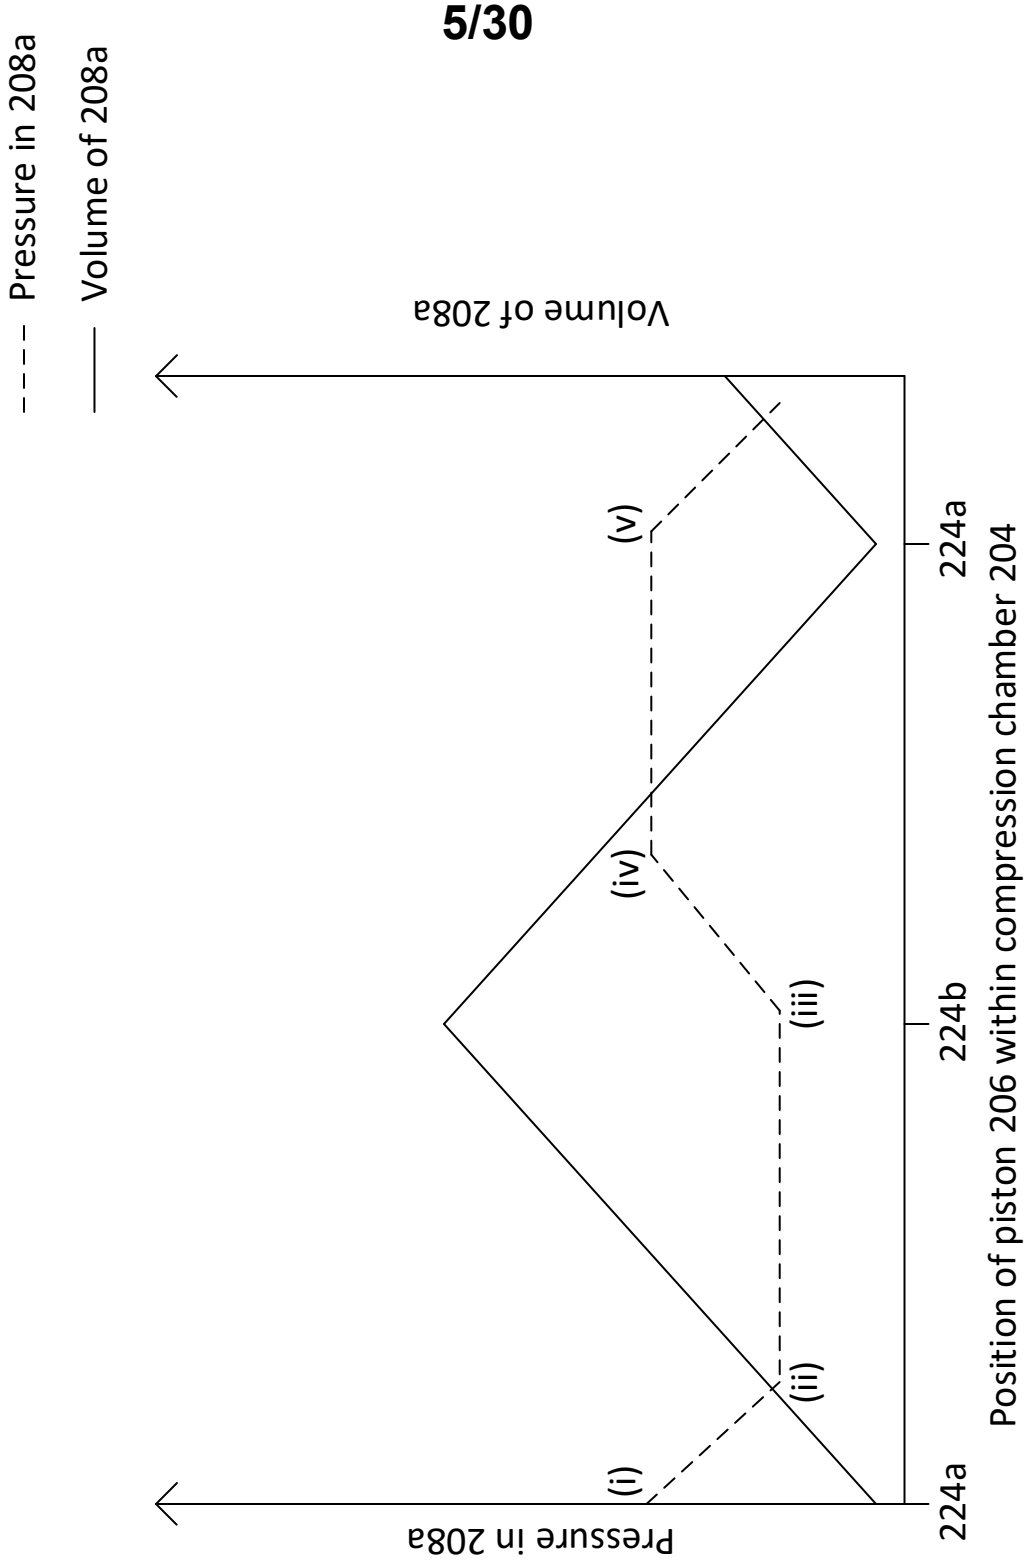 5/30
Pressure in 208a
Volume of 208a
Pressure in 208a
Volume of 208a
(i)
(ii)
(iii)
(iv)
(v)
224a
224b
224a
Position of piston 206 within compression chamber 204